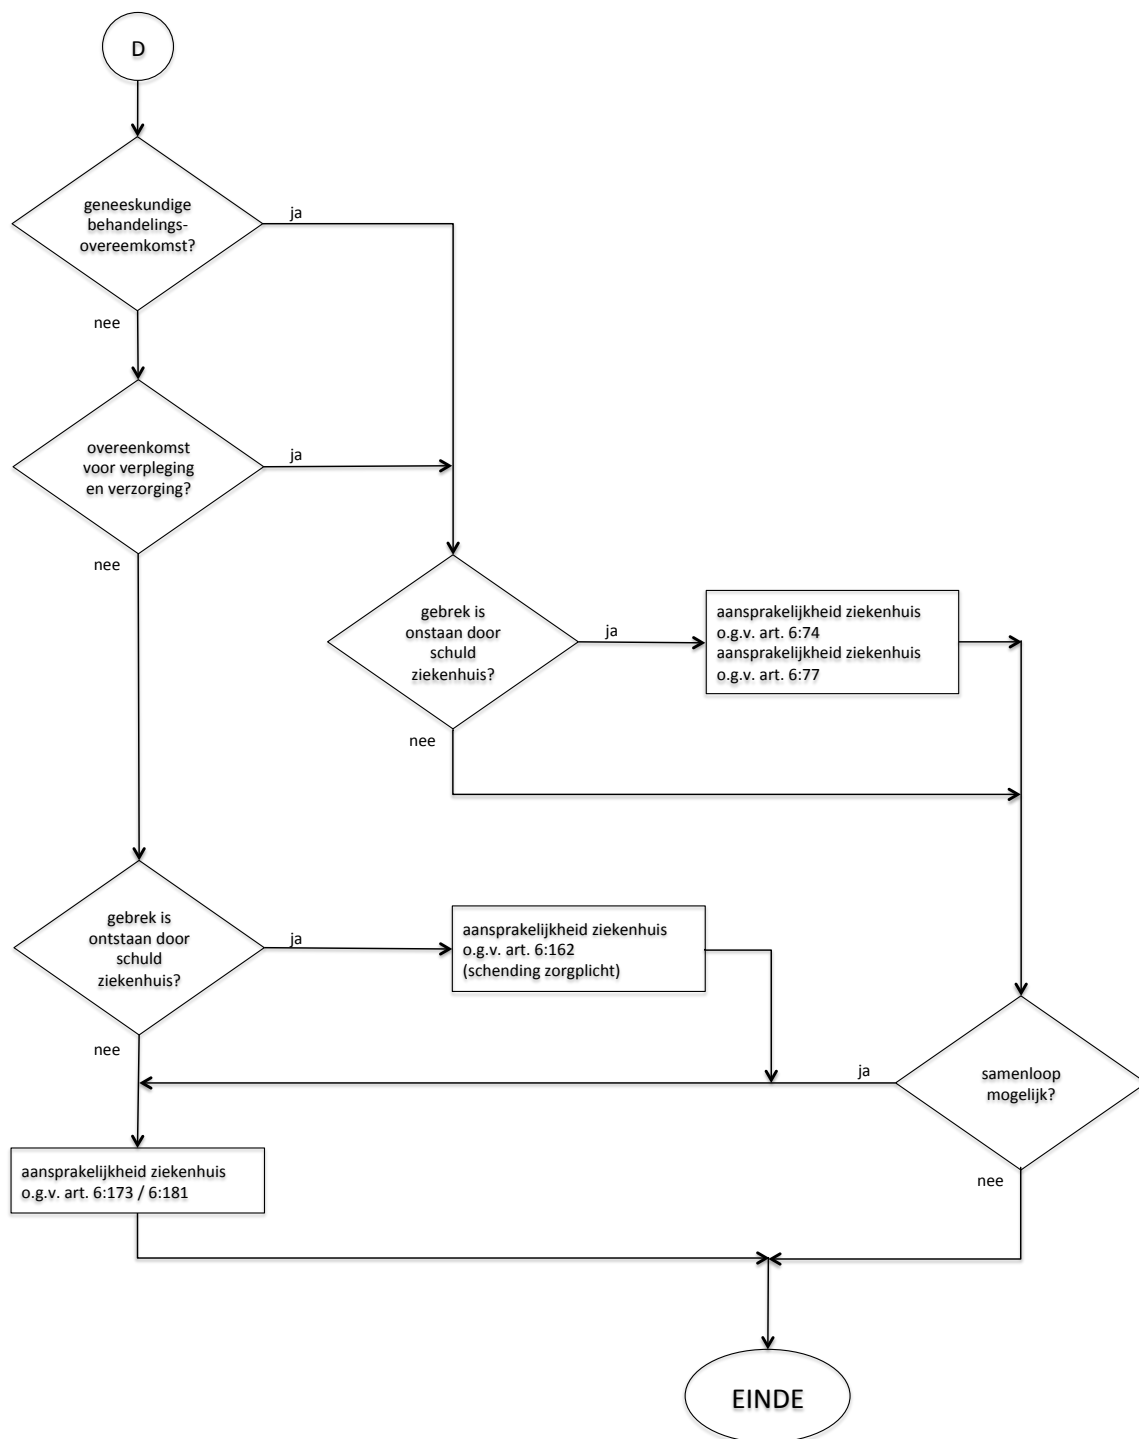 D
geneeskundige
behandelings-
overeemkomst?
ja
nee
overeenkomst
voor verpleging
en verzorging?
ja
nee
gebrek is
onstaan door
schuld
ziekenhuis?
ja
nee
aansprakelijkheid ziekenhuis
o.g.v. art. 6:74
aansprakelijkheid ziekenhuis
o.g.v. art. 6:77
gebrek is
ontstaan door
schuld
ziekenhuis?
ja
nee
aansprakelijkheid ziekenhuis
o.g.v. art. 6:162
(schending zorgplicht)
samenloop
mogelijk?
ja
nee
aansprakelijkheid ziekenhuis
o.g.v. art. 6:173 / 6:181
EINDE